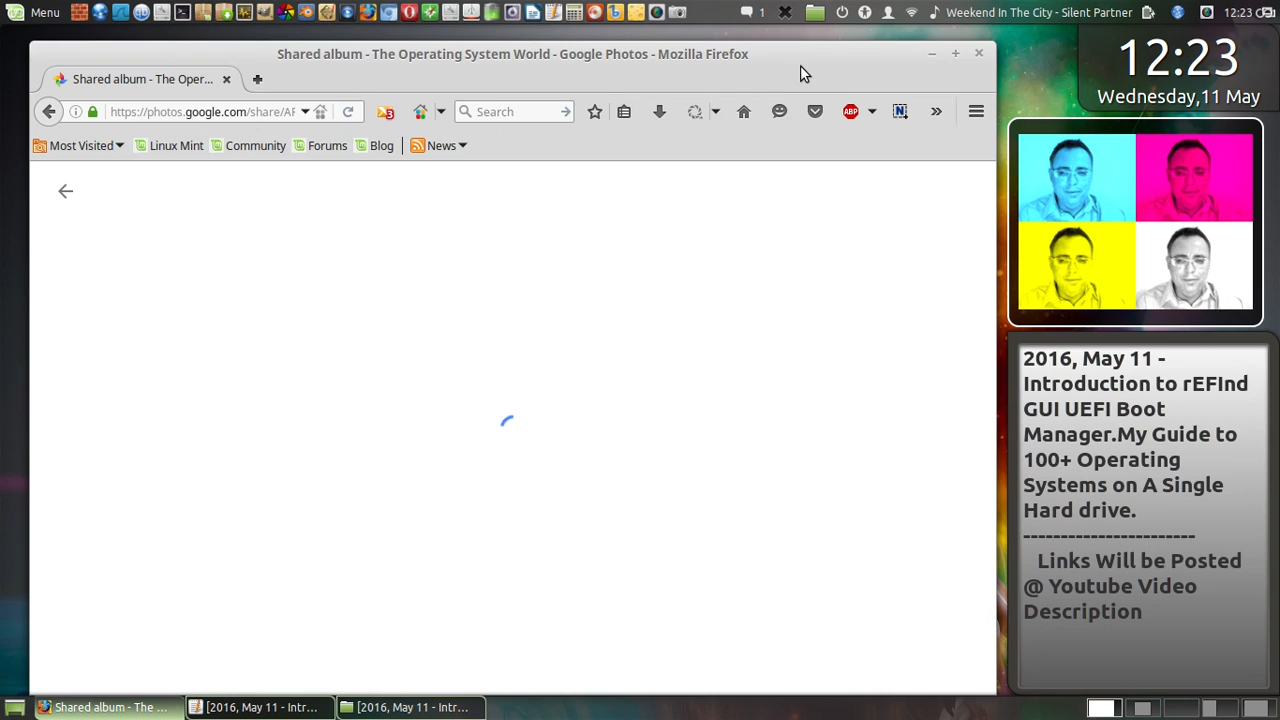 Menu
1
Weekend In The City - Silent Partner
12:23
Shared album - The Operating System World - Google Photos - Mozilla Firefox
Shared album - The Oper...
https://photos.google.com/share/AF
3
Search
ABP
N
Most Visited
Linux Mint
Community
Forums
Blog
News
12:23
Wednesday,11 May
2016, May 11 -
Introduction to rEFInd
GUI UEFI Boot
Manager.My Guide to
100+ Operating
Systems on A Single
Hard drive.
-----------------------
Links Will be Posted
@ Youtube Video
Description
Shared album - The ...
[2016, May 11 - Intr...
[2016, May 11 - Intr...